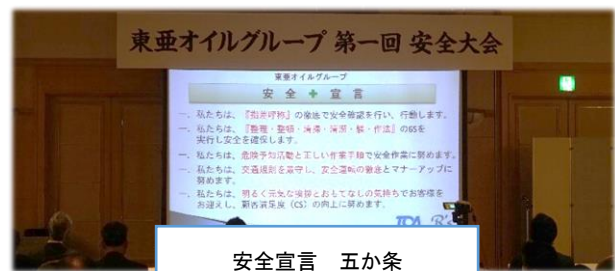 東亜オイルグループ 第一回 安全大会
東亜オイルグループ
安 全 ✚ 宣 言
一、私たちは、『指差呼称』の徹底で安全確認を行い、行動します。
一、私たちは、『整理・整頓・清掃・清潔・躾・作法』の6Sを
実行し安全を確保します。
一、私たちは、危険予知活動と正しい作業手順で安全作業に努めます。
一、私たちは、交通規則を遵守し、安全運転の徹底とマナーアップに
努めます。
一、私たちは、明るく元気な挨拶とおもてなしの気持ちでお客様を
お迎えし、顧客満足度（CS）の向上に努めます。
TOA B's
安全宣言 五か条